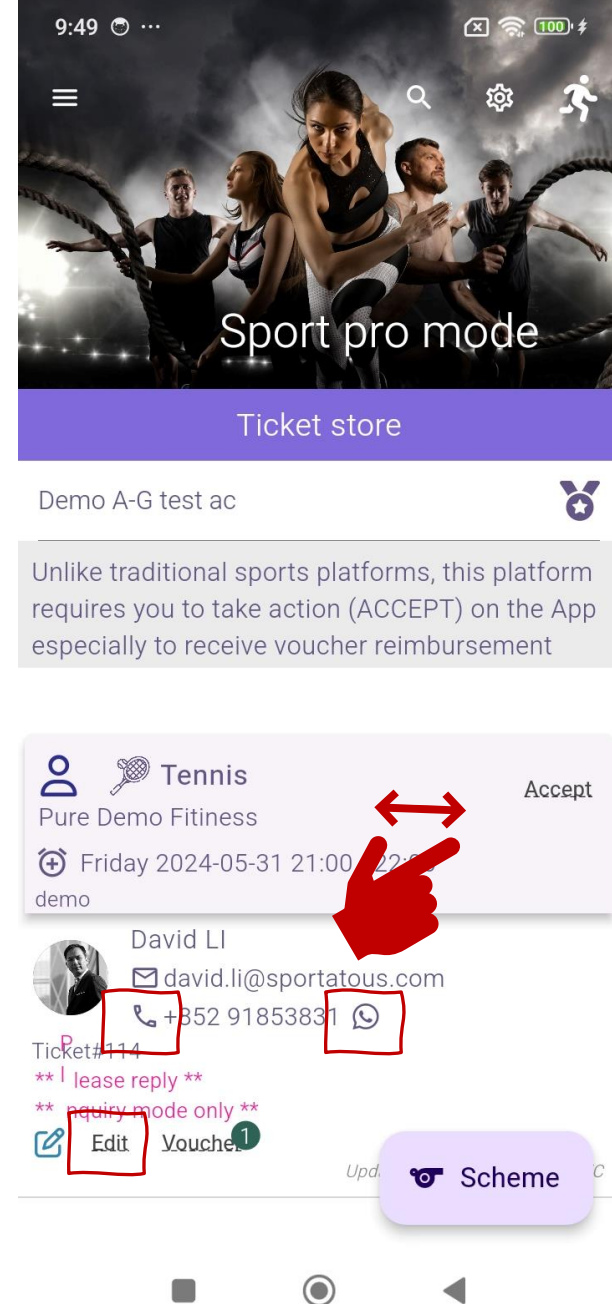 9:49 ...
100
Sport pro mode
Ticket store
Demo A-G test ac
Unlike traditional sports platforms, this platform
requires you to take action (ACCEPT) on the App
especially to receive voucher reimbursement
Tennis
Accept
Pure Demo Fitiness
Friday 2024-05-31 21:00
demo
David LI
david.li@sportatous.com
+852 91853831
Ticket#114
P
** I lease reply **
** nquiry mode only **
Edit Voucher 1
Scheme